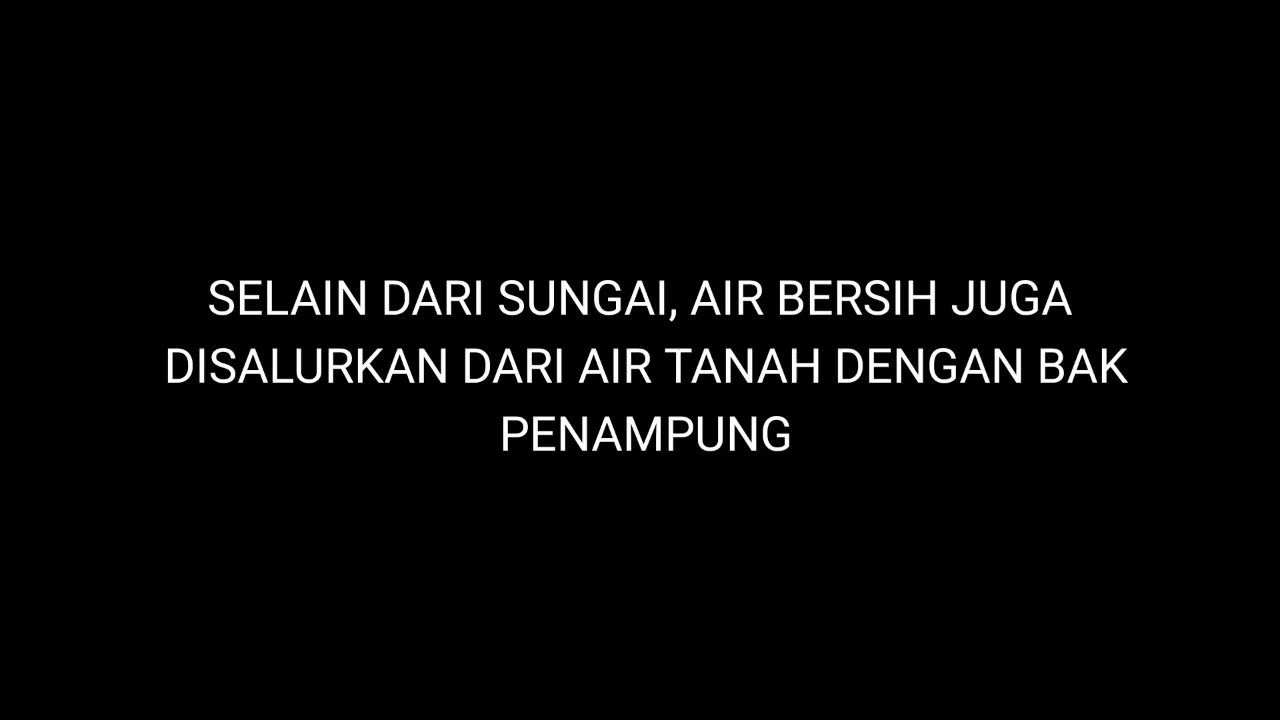 SELAIN DARI SUNGAI, AIR BERSIH JUGA
DISALURKAN DARI AIR TANAH DENGAN BAK
PENAMPUNG